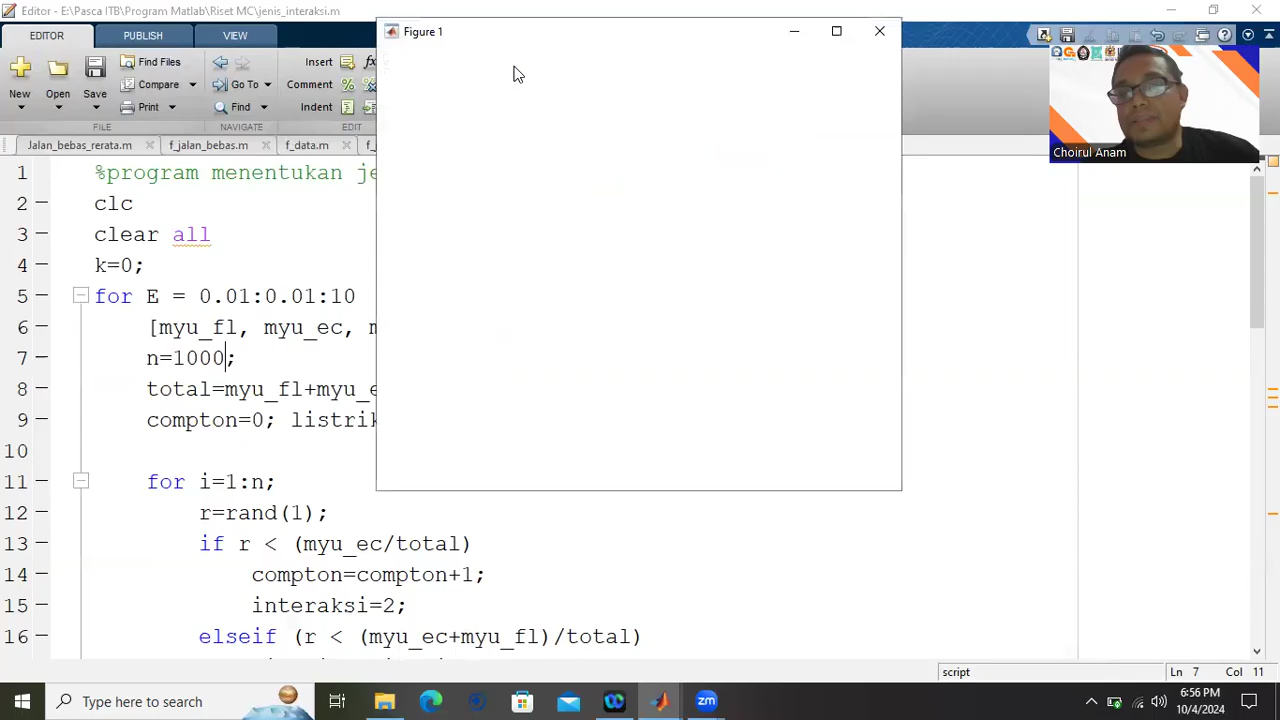 Editor - E:\Pasca ITB\Program Matlab\Riset MC\jenis_interaksi.m
Figure 1
EDITOR
PUBLISH
VIEW
New
Open
Save
Find Files
Compare
Print
Go To
Find
Insert
Comment
Indent
FILE
NAVIGATE
EDIT
Choirul Anam
Jalan_bebas_rerata.m
f_jalan_bebas.m
f_data.m
1 %program menentukan je
2 clc
3 clear all
4 k=0;
5 for E = 0.01:0.01:10
6 [myu_fl, myu_ec, m
7 n=1000;
8 total=myu_fl+myu_e
9 compton=0; listrik
10
11 for i=1:n;
12 r=rand(1);
13 if r < (myu_ec/total)
14 compton=compton+1;
15 interaksi=2;
16 elseif (r < (myu_ec+myu_fl)/total)
script
Ln 7
Col 11
Type here to search
zm
6:56 PM
10/4/2024